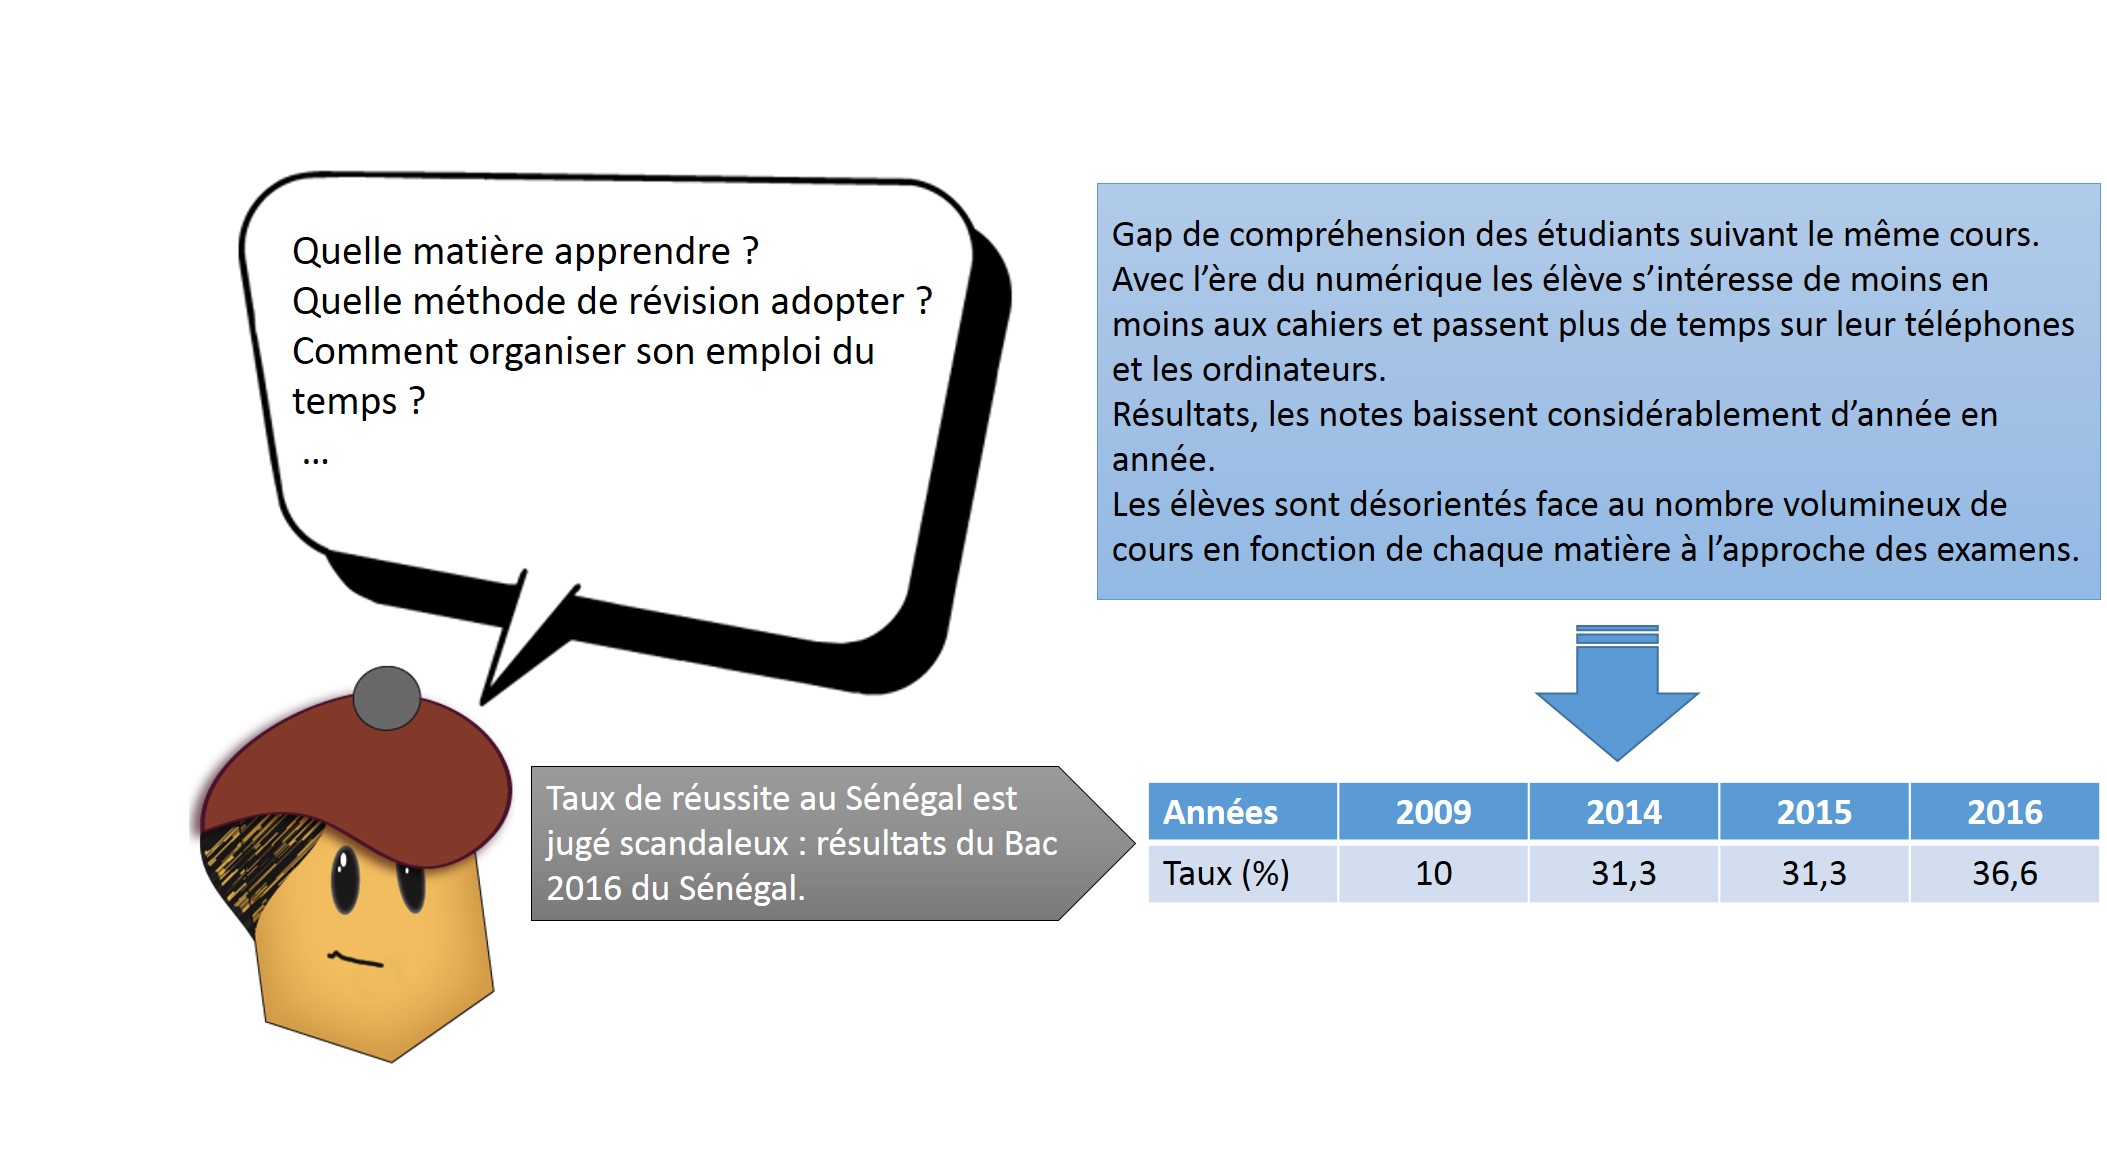 Quelle matière apprendre ?
Quelle méthode de révision adopter ?
Comment organiser son emploi du
temps ?
...
Gap de compréhension des étudiants suivant le même cours.
Avec l’ère du numérique les élève s’intéresse de moins en
moins aux cahiers et passent plus de temps sur leur téléphones
et les ordinateurs.
Résultats, les notes baissent considérablement d’année en
année.
Les élèves sont désorientés face au nombre volumineux de
cours en fonction de chaque matière à l’approche des examens.
Taux de réussite au Sénégal est
jugé scandaleux : résultats du Bac
2016 du Sénégal.
Années 2009 2014 2015 2016
Taux (%) 10 31,3 31,3 36,6